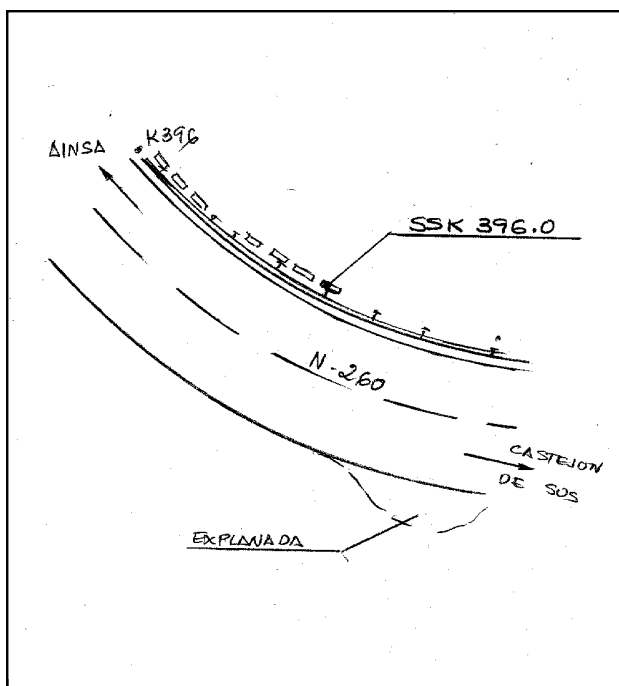 AINSA
K396
SSK 396.0
N-260
CASTEJON
DE SOS
EXPLANADA